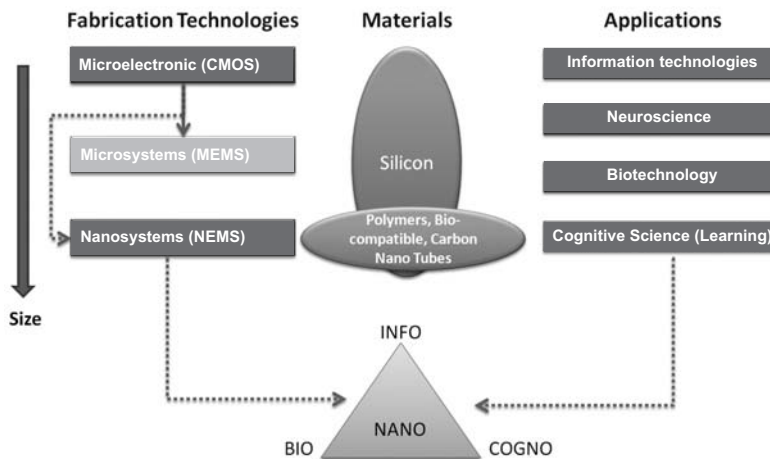 Fabrication Technologies
Materials
Applications
Microelectronic (CMOS)
Information technologies
Neuroscience
Microsystems (MEMS)
Silicon
Biotechnology
Polymers, Bio-
compatible, Carbon
Nano Tubes
Nanosystems (NEMS)
Cognitive Science (Learning)
Size
INFO
NANO
BIO
COGNO